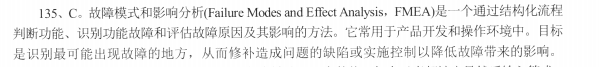 135、C。故障模式和影响分析(Failure Modes and Effect Analysis，FMEA)是一个通过结构化流程
判断功能、识别功能故障和评估故障原因及其影响的方法。它常用于产品开发和操作环境中。目标
是识别最可能出现故障的地方，从而修补造成问题的缺陷或实施控制以降低故障带来的影响。